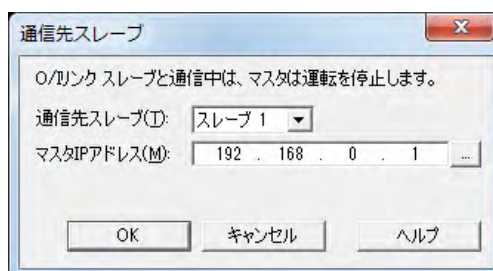 通信先スレーブ
O/Iリンク スレーブと通信中は、マスタは運転を停止します。
通信先スレーブ(T): スレーブ 1
マスタIPアドレス(M): 192 . 168 . 0 . 1 ...
OK キャンセル ヘルプ